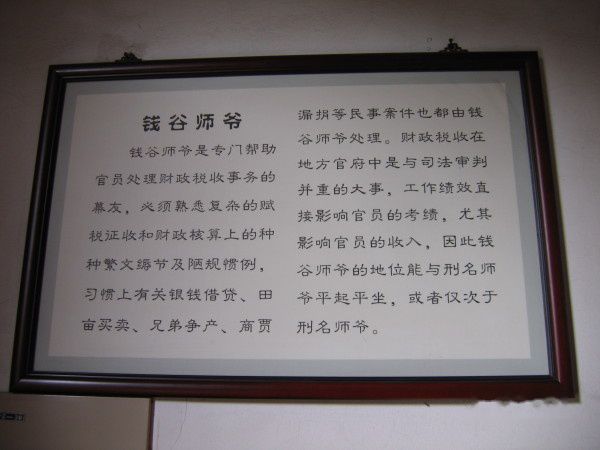 钱谷师爷
钱谷师爷是专门帮助
官员处理财政税收事务的
幕友，必须熟悉复杂的赋
税证收和财政核算上的种
种繁文缛节及陋规惯例，
习惯上有关银钱借贷、田
亩买卖、兄弟争产、商贾
漏捐等民事案件也都由钱
谷师爷处理。财政税收在
地方官府中是与司法审判
并重的大事，工作绩效直
接影响官员的考绩，尤其
影响官员的收入，因此钱
谷师爷的地位能与刑名师
爷平起平坐，或者仅次于
刑名师爷。